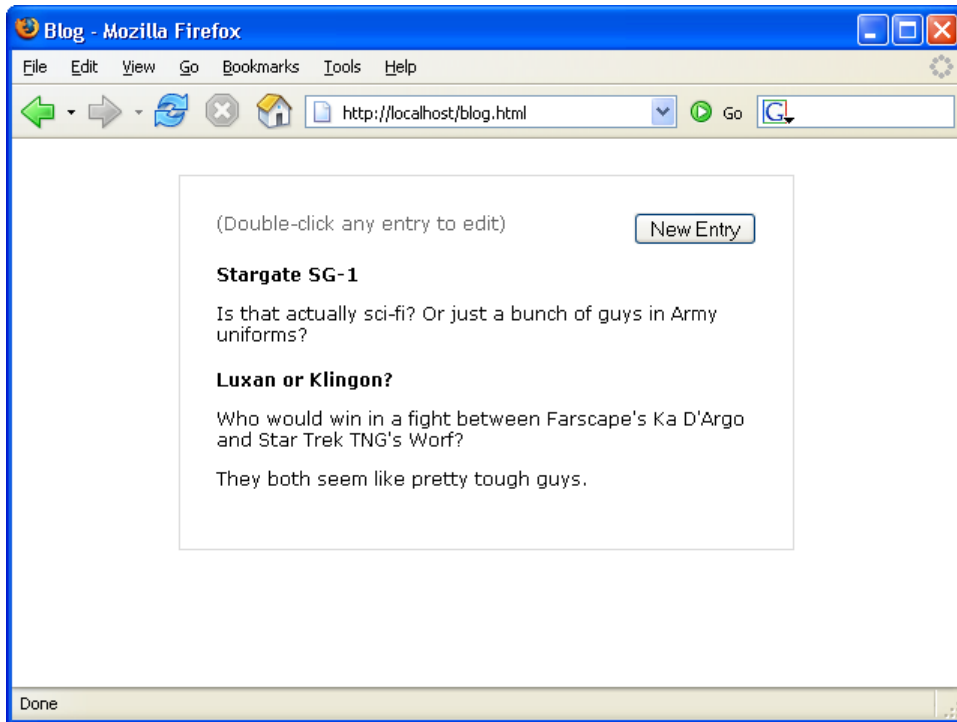 Blog - Mozilla Firefox
File Edit View Go Bookmarks Tools Help
http://localhost/blog.html Go G
(Double-click any entry to edit) New Entry
Stargate SG-1
Is that actually sci-fi? Or just a bunch of guys in Army
uniforms?
Luxan or Klingon?
Who would win in a fight between Farscape's Ka D'Argo
and Star Trek TNG's Worf?
They both seem like pretty tough guys.
Done